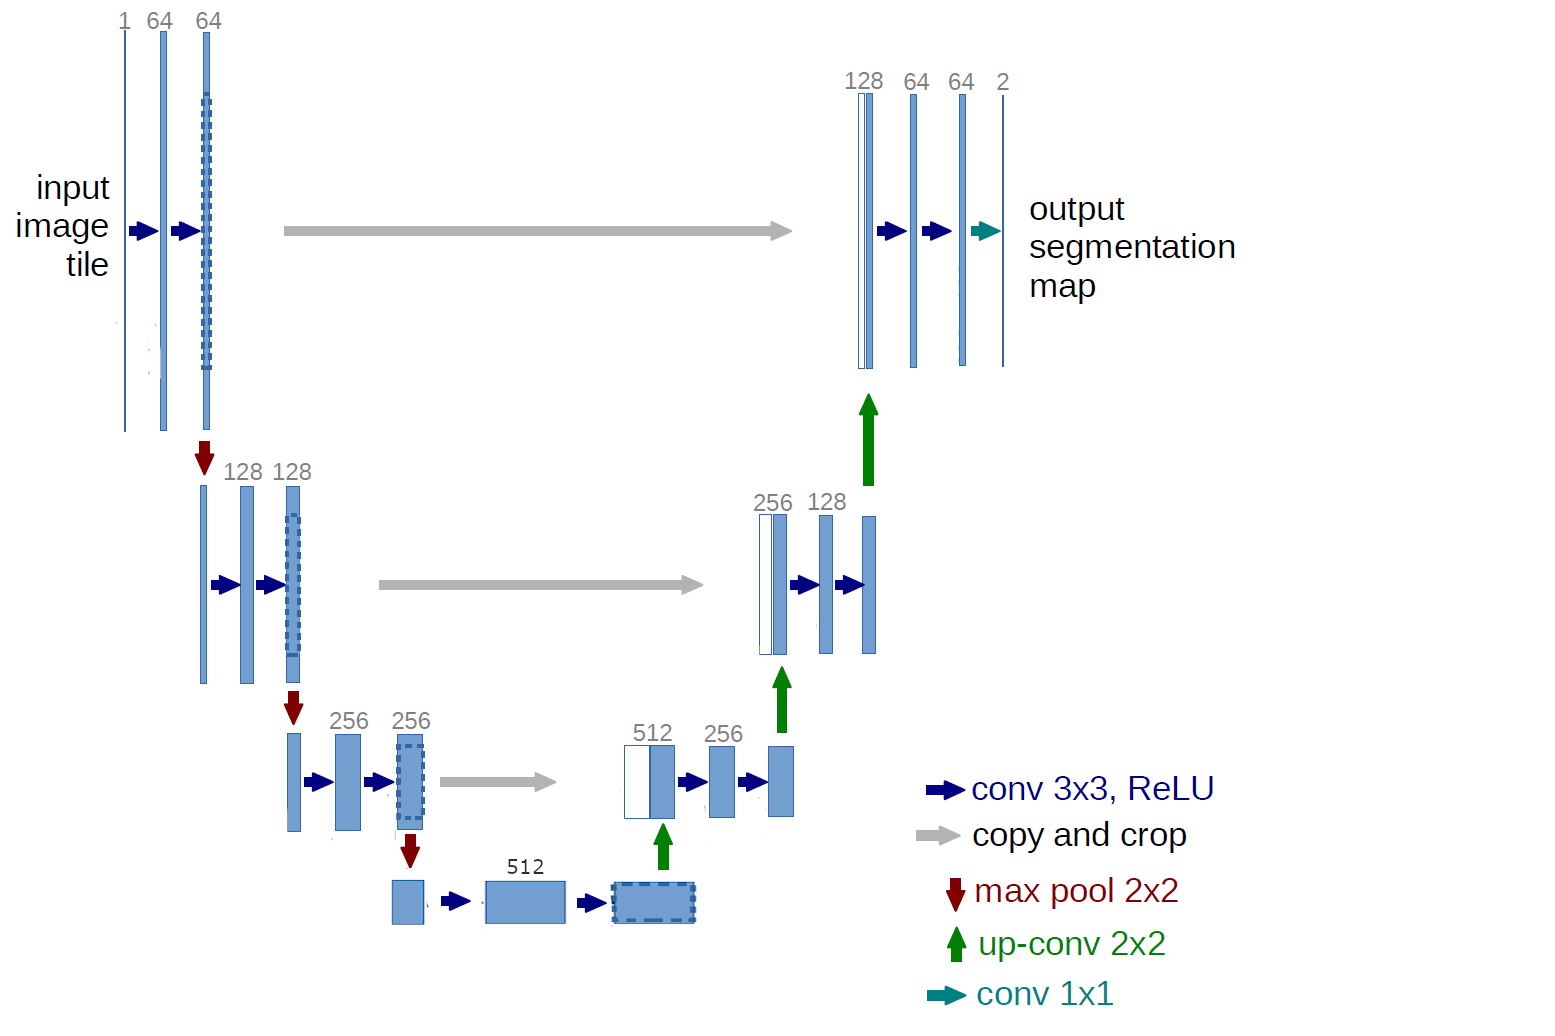 1 64 64
128 64 64 2
input
image
tile
output
segmentation
map
128 128
256 128
256 256
512 256
512
conv 3x3, ReLU
copy and crop
max pool 2x2
up-conv 2x2
conv 1x1